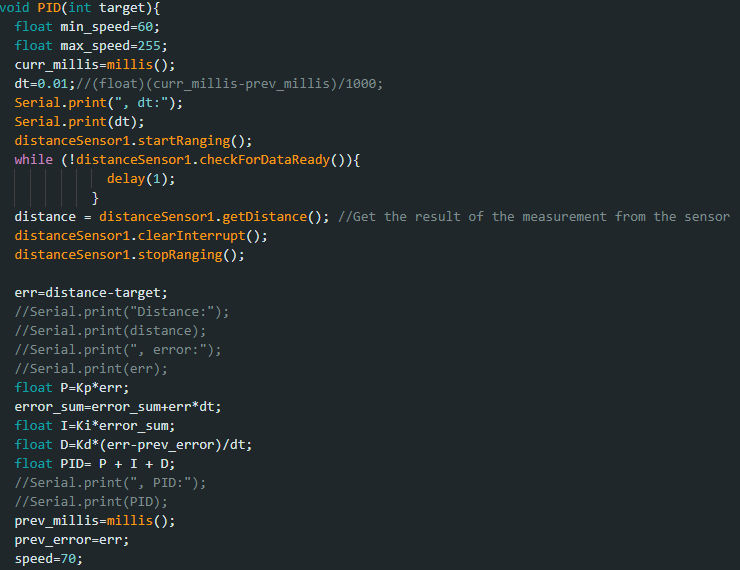 void PID(int target){
  float min_speed=60;
  float max_speed=255;
  curr_millis=millis();
  dt=0.01;//(float)(curr_millis-prev_millis)/1000;
  Serial.print(", dt:");
  Serial.print(dt);
  distanceSensor1.startRanging();
  while (!distanceSensor1.checkForDataReady()){
              delay(1);
            }
  distance = distanceSensor1.getDistance(); //Get the result of the measurement from the sensor
  distanceSensor1.clearInterrupt();
  distanceSensor1.stopRanging();

  err=distance-target;
  //Serial.print("Distance:");
  //Serial.print(distance);
  //Serial.print(", error:");
  //Serial.print(err);
  float P=Kp*err;
  error_sum=error_sum+err*dt;
  float I=Ki*error_sum;
  float D=Kd*(err-prev_error)/dt;
  float PID= P + I + D;
  //Serial.print(", PID:");
  //Serial.print(PID);
  prev_millis=millis();
  prev_error=err;
  speed=70;